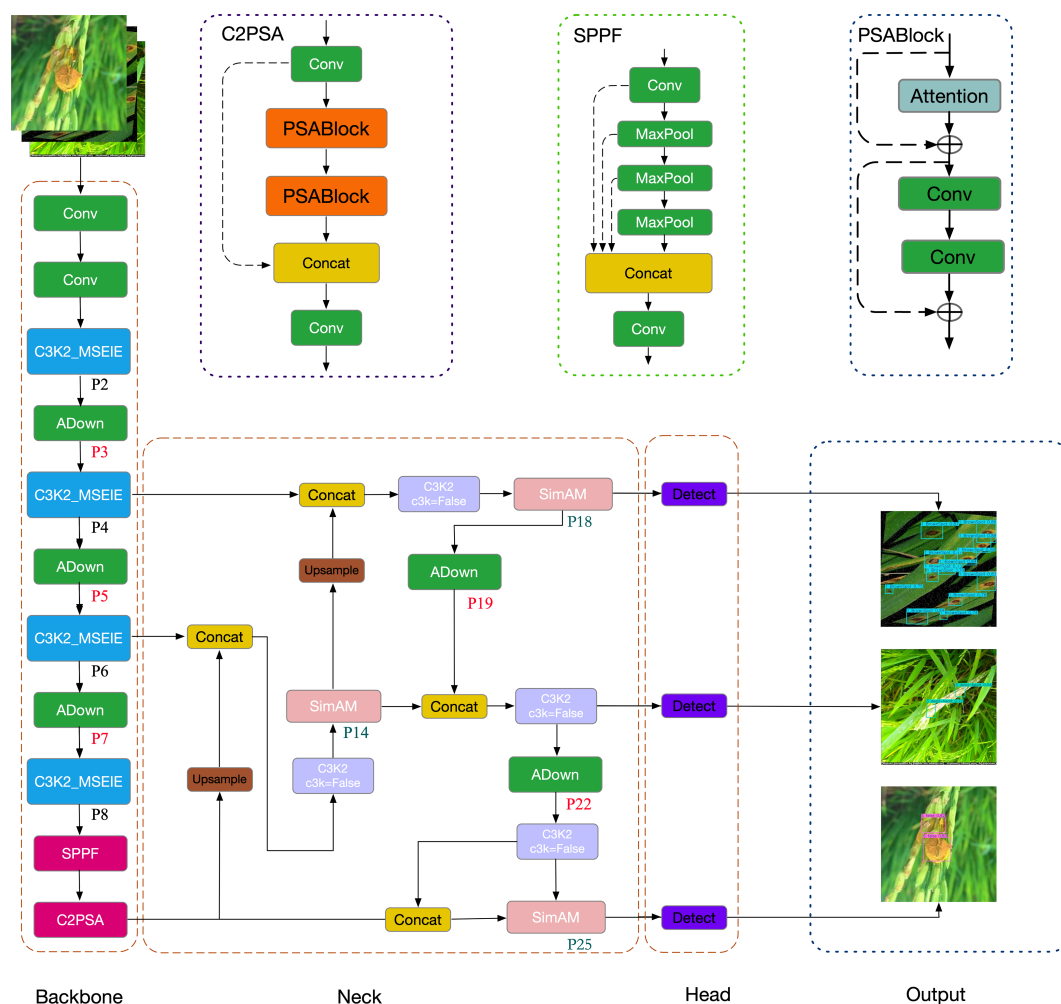 C2PSA
Conv
PSABlock
PSABlock
Concat
Conv
SPPF
Conv
MaxPool
MaxPool
MaxPool
Concat
Conv
PSABlock
Attention
Conv
Conv
Conv
Conv
C3K2_MSEIE
P2
ADown
P3
C3K2_MSEIE
P4
ADown
P5
C3K2_MSEIE
P6
ADown
P7
C3K2_MSEIE
P8
SPPF
C2PSA
Concat
C3K2
c3k=False
SimAM
P18
Upsample
ADown
P19
Concat
SimAM
P14
Concat
C3K2
c3k=False
Upsample
C3K2
c3k=False
ADown
P22
C3K2
c3k=False
Concat
SimAM
P25
Detect
Detect
Detect
Backbone
Neck
Head
Output